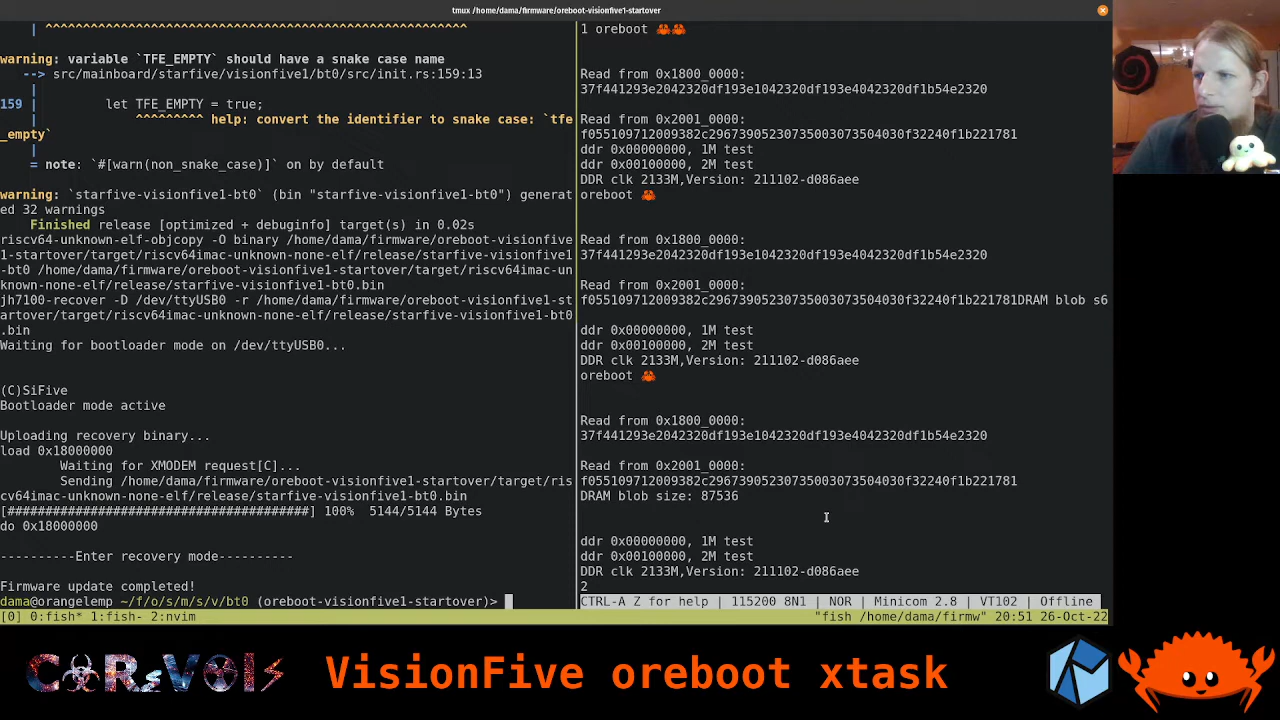 tmux /home/dama/firmware/oreboot-visionfive1-startover
| ^^^^^^^^^^^^^^^^^^^^^^^^^^^^^^^^^^^^^^^^^^^^^^^^^^^^^^
|
warning: variable `TFE_EMPTY` should have a snake case name
--> src/mainboard/starfive/visionfive1/bt0/src/init.rs:159:13
|
159 |         let TFE_EMPTY = true;
|             ^^^^^^^^^ help: convert the identifier to snake case: `tfe
_empty`
|
= note: `#[warn(non_snake_case)]` on by default
warning: `starfive-visionfive1-bt0` (bin "starfive-visionfive1-bt0") generat
ed 32 warnings
Finished release [optimized + debuginfo] target(s) in 0.02s
riscv64-unknown-elf-objcopy -O binary /home/dama/firmware/oreboot-visionfive
1-startover/target/riscv64imac-unknown-none-elf/release/starfive-visionfive1
-bt0 /home/dama/firmware/oreboot-visionfive1-startover/target/riscv64imac-un
known-none-elf/release/starfive-visionfive1-bt0.bin
jh7100-recover -D /dev/ttyUSB0 -r /home/dama/firmware/oreboot-visionfive1-st
artover/target/riscv64imac-unknown-none-elf/release/starfive-visionfive1-bt0
.bin
Waiting for bootloader mode on /dev/ttyUSB0...
(C)SiFive
Bootloader mode active
Uploading recovery binary...
load 0x18000000
Waiting for XMODEM request[C]...
Sending /home/dama/firmware/oreboot-visionfive1-startover/target/ris
cv64imac-unknown-none-elf/release/starfive-visionfive1-bt0.bin
[#######################################] 100%  5144/5144 Bytes
do 0x18000000
----------Enter recovery mode----------
Firmware update completed!
dama@orangelemp ~/f/o/s/m/s/v/bt0 (oreboot-visionfive1-startover)>
1 oreboot 🦀🦀
Read from 0x1800_0000:
37f441293e2042320df193e1042320df193e4042320df1b54e2320
Read from 0x2001_0000:
f055109712009382c29673905230735003073504030f32240f1b221781
ddr 0x00000000, 1M test
ddr 0x00100000, 2M test
DDR clk 2133M,Version: 211102-d086aee
oreboot 🦀
Read from 0x1800_0000:
37f441293e2042320df193e1042320df193e4042320df1b54e2320
Read from 0x2001_0000:
f055109712009382c29673905230735003073504030f32240f1b221781DRAM blob s6
ddr 0x00000000, 1M test
ddr 0x00100000, 2M test
DDR clk 2133M,Version: 211102-d086aee
oreboot 🦀
Read from 0x1800_0000:
37f441293e2042320df193e1042320df193e4042320df1b54e2320
Read from 0x2001_0000:
f055109712009382c29673905230735003073504030f32240f1b221781
DRAM blob size: 87536
ddr 0x00000000, 1M test
ddr 0x00100000, 2M test
DDR clk 2133M,Version: 211102-d086aee
2
CTRL-A Z for help | 115200 8N1 | NOR | Minicom 2.8 | VT102 | Offline
[0] 0:fish* 1:fish- 2:nvim
"fish /home/dama/firmw" 20:51 26-Oct-22
VisionFive oreboot xtask